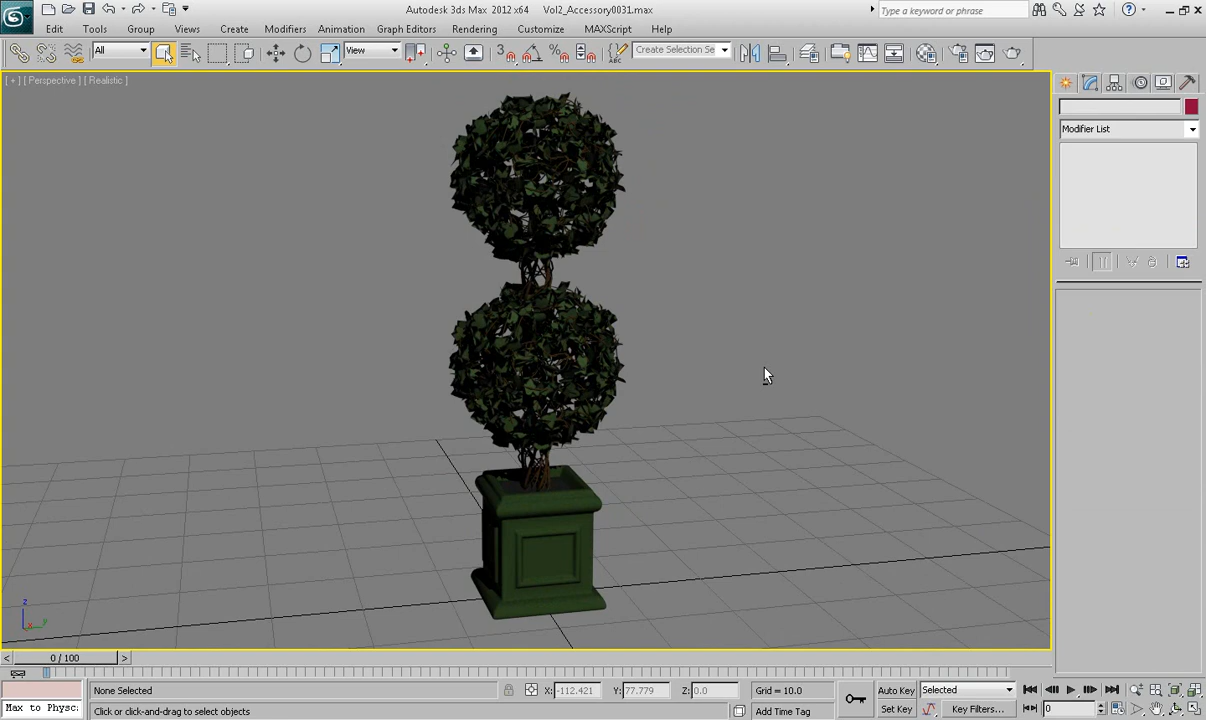 Autodesk 3ds Max 2012 x64 Vol2_Accessory0031.max
Type a keyword or phrase
Edit Tools Group Views Create Modifiers Animation Graph Editors Rendering Customize MAXScript Help
All View Create Selection Se
[ + ] [ Perspective ] [ Realistic ]
Modifier List
z
x y
0 / 100
None Selected X: -112.421 Y: 77.779 Z: 0.0 Grid = 10.0 Auto Key Selected
Max to Physc: Click or click-and-drag to select objects Add Time Tag Set Key Key Filters... 0